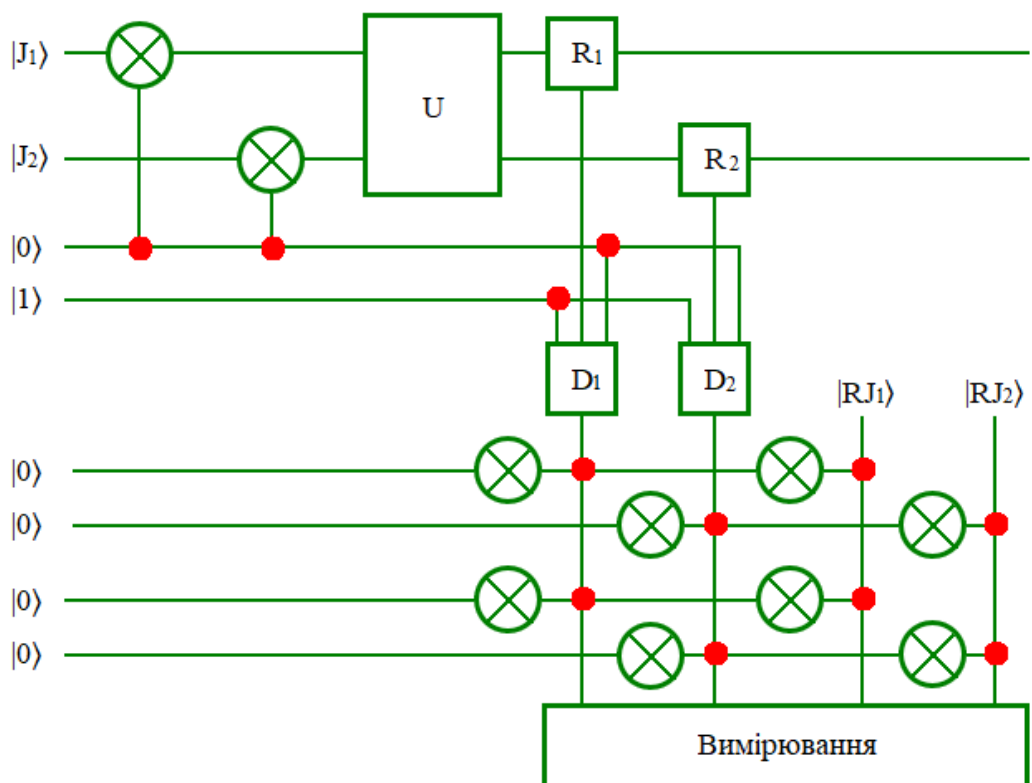 |J₁⟩
R₁
U
|J₂⟩
R₂
|0⟩
|1⟩
D₁
D₂
|RJ₁⟩
|RJ₂⟩
|0⟩
|0⟩
|0⟩
|0⟩
Вимірювання